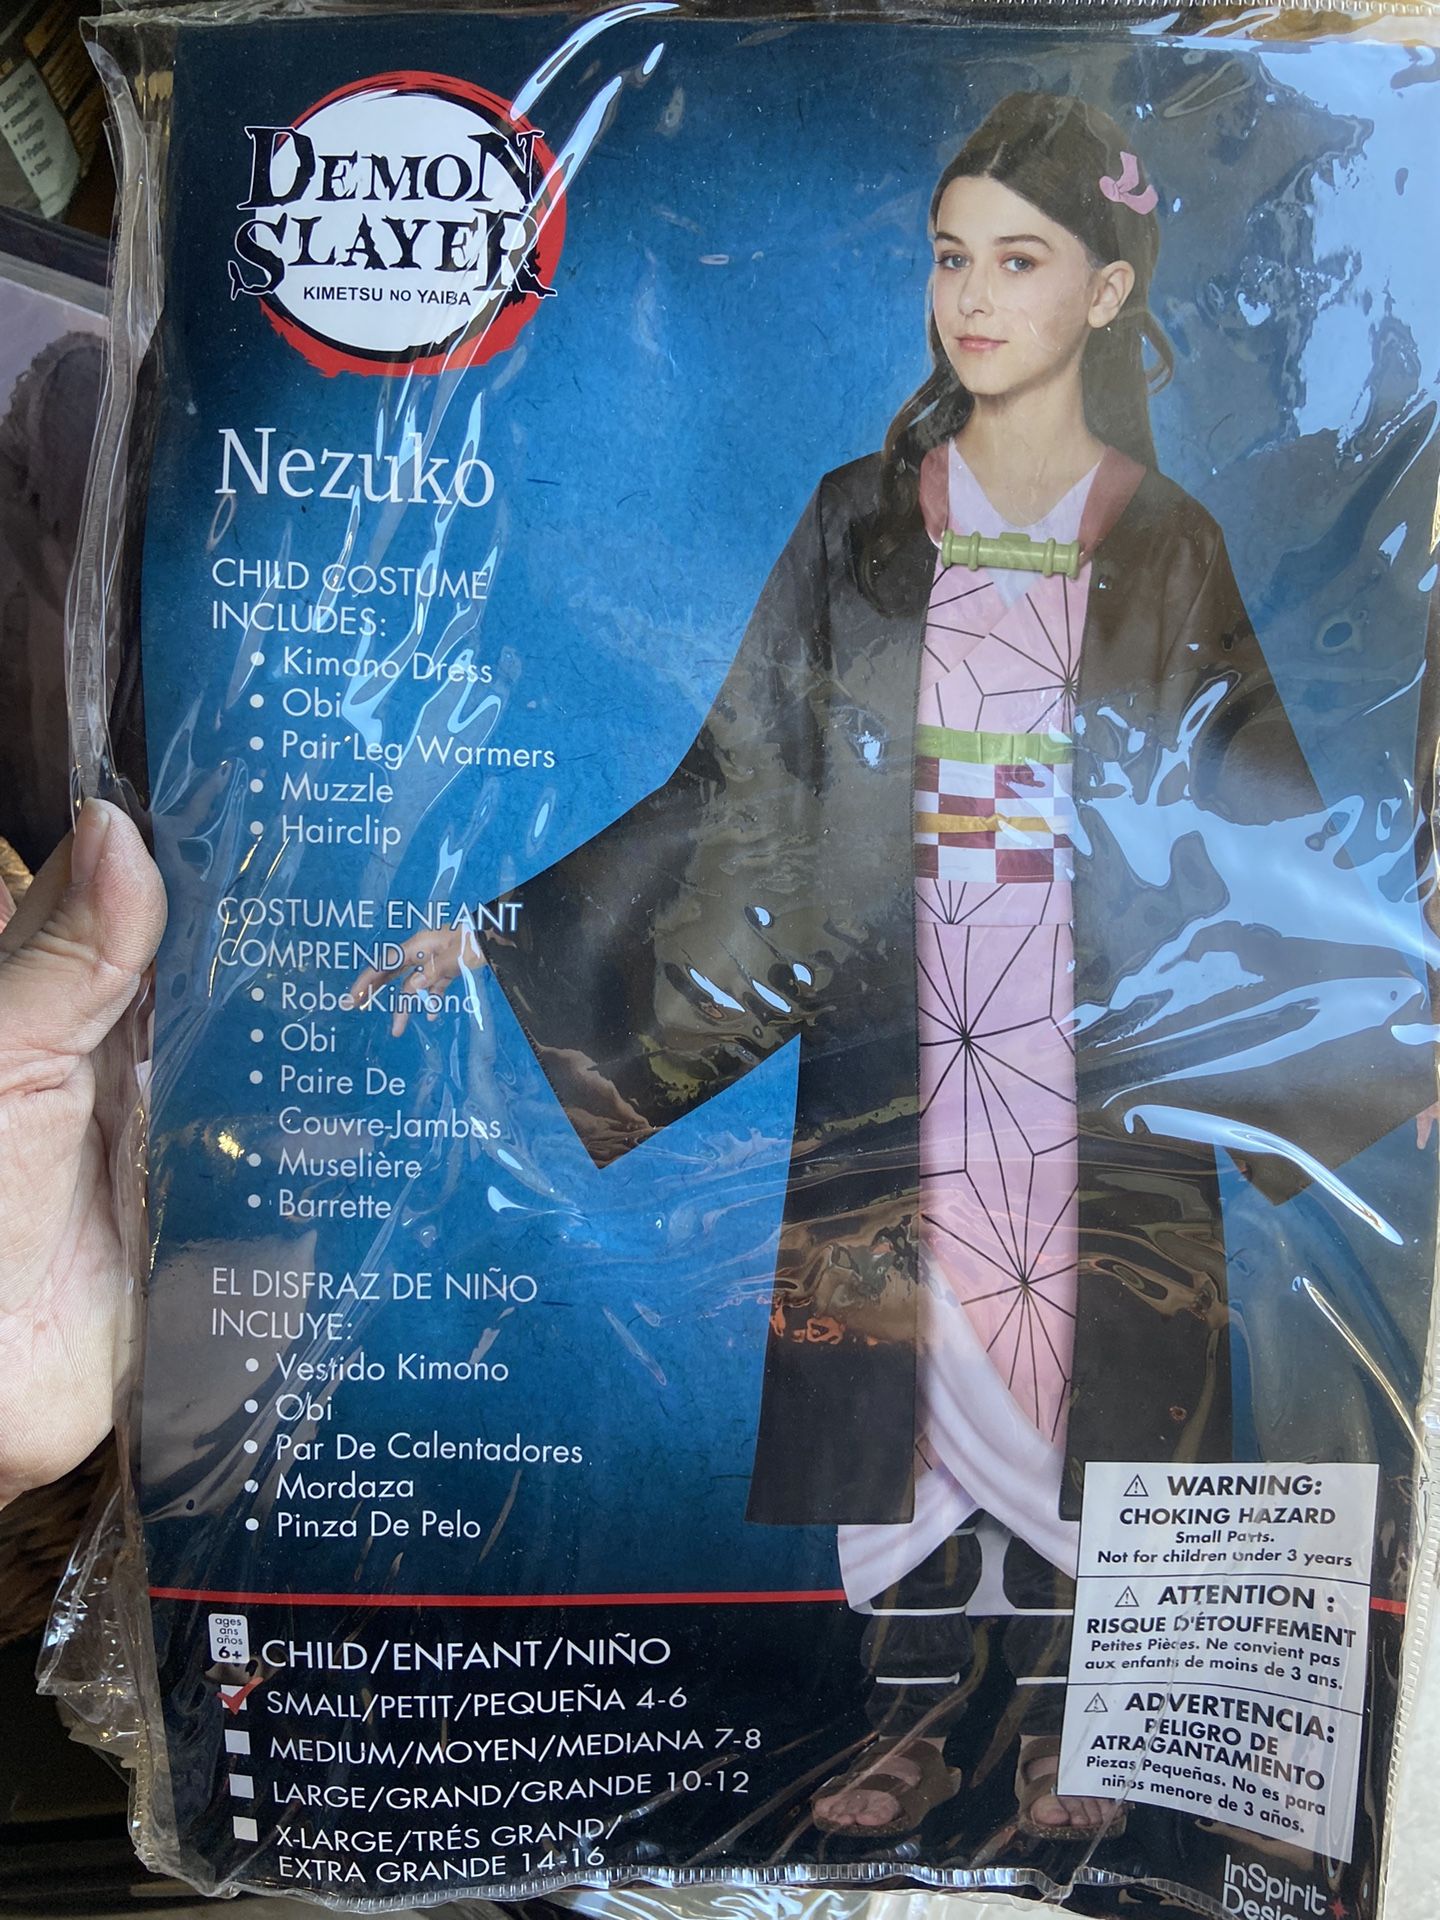 DEMON
SLAYER
KIMETSU NO YAIBA
Nezuko
CHILD COSTUME
INCLUDES:
• Kimono Dress
• Obi
• Pair Leg Warmers
• Muzzle
• Hairclip
COSTUME ENFANT
COMPREND :
• Robe Kimono
• Obi
• Paire De
Couvre-Jambes
• Muselière
• Barrette
EL DISFRAZ DE NIÑO
INCLUYE:
• Vestido Kimono
• Obi
• Par De Calentadores
• Mordaza
• Pinza De Pelo
ages
ans
años
6+
CHILD/ENFANT/NIÑO
SMALL/PETIT/PEQUEÑA 4-6
MEDIUM/MOYEN/MEDIANA 7-8
LARGE/GRAND/GRANDE 10-12
X-LARGE/TRÉS GRAND/
EXTRA GRANDE 14-16
⚠ WARNING:
CHOKING HAZARD
Small Parts.
Not for children under 3 years
⚠ ATTENTION :
RISQUE D'ÉTOUFFEMENT
Petites Pièces. Ne convient pas
aux enfants de moins de 3 ans.
⚠ ADVERTENCIA:
PELIGRO DE
ATRAGANTAMIENTO
Piezas Pequeñas. No es para
niños menore de 3 años.
InSpirit